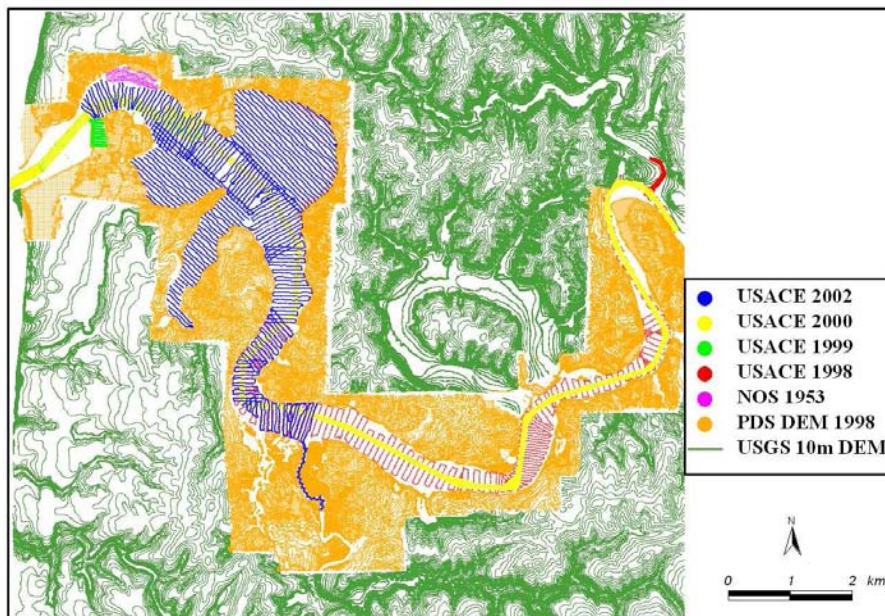 USACE 2002
USACE 2000
USACE 1999
USACE 1998
NOS 1953
PDS DEM 1998
USGS 10m DEM
N
0 1 2 km